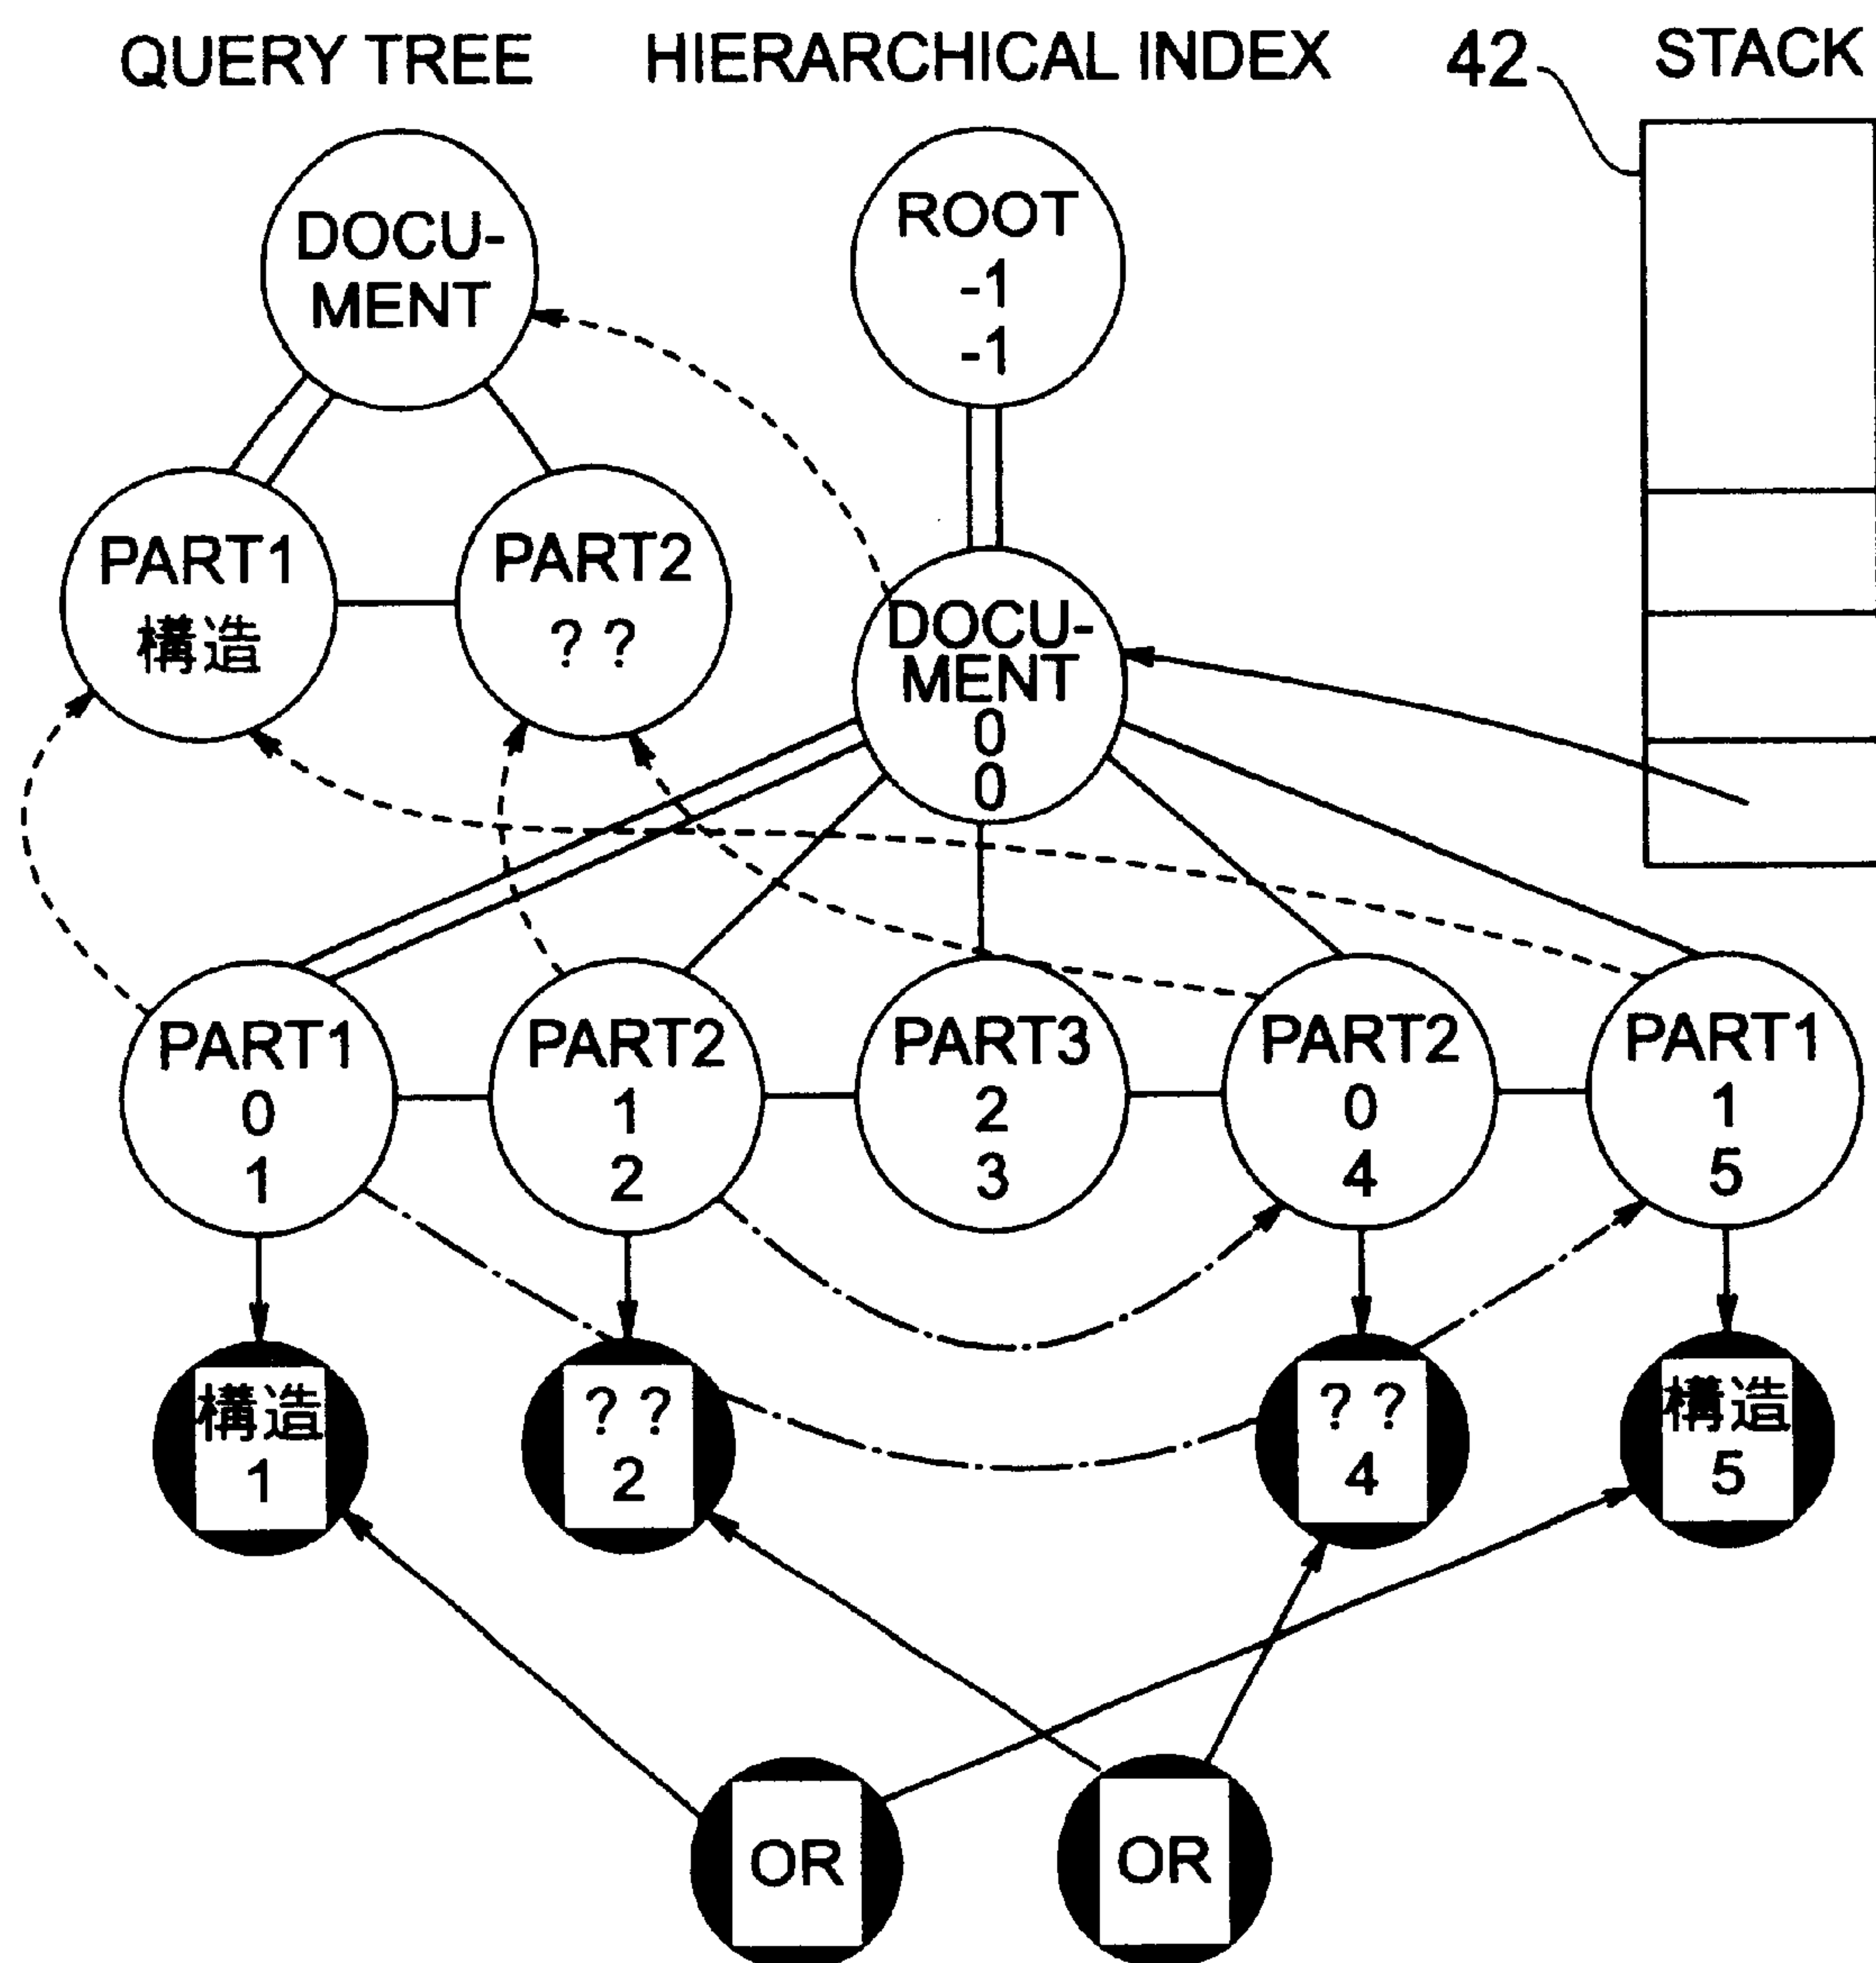 QUERY TREE
HIERARCHICAL INDEX
42
STACK
DOCU-
MENT
ROOT
-1
-1
PART1
構造
PART2
? ?
DOCU-
MENT
0
0
PART1
0
1
PART2
1
2
PART3
2
3
PART2
0
4
PART1
1
5
構造
1
? ?
2
? ?
4
構造
5
OR
OR